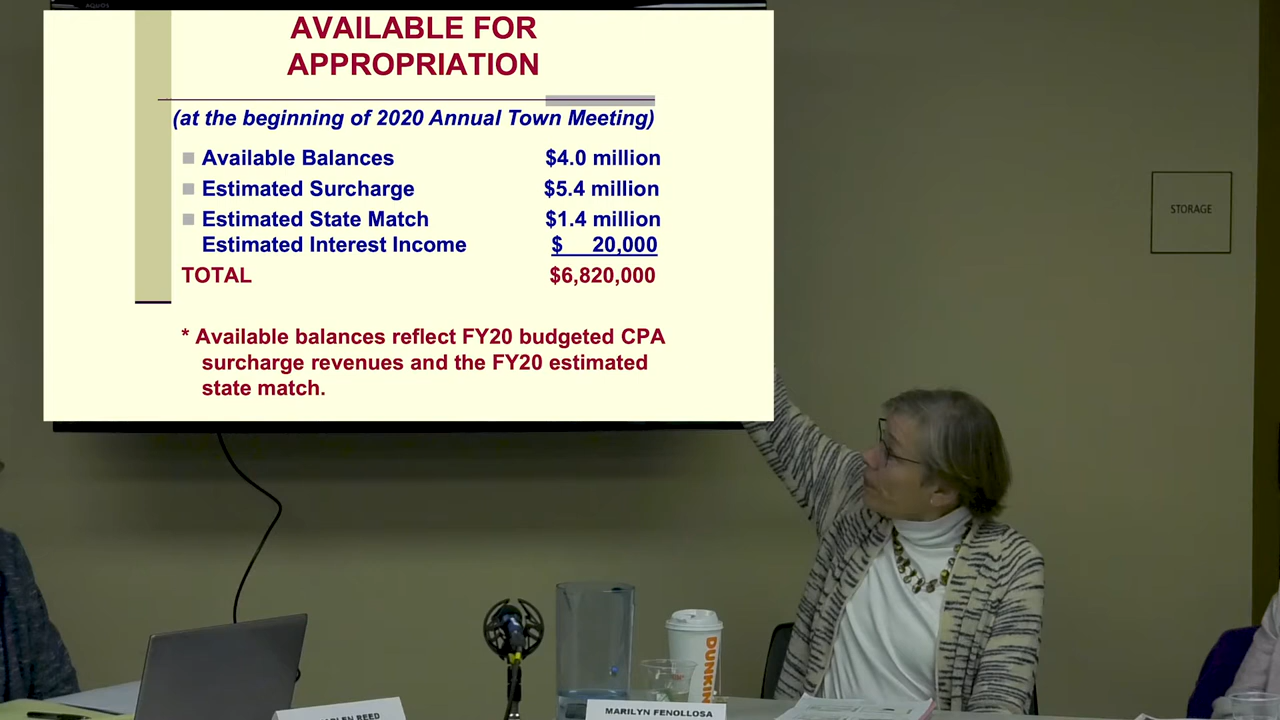 AQUOS
AVAILABLE FOR
APPROPRIATION
(at the beginning of 2020 Annual Town Meeting)
Available Balances $4.0 million
Estimated Surcharge $5.4 million
Estimated State Match $1.4 million
Estimated Interest Income $ 20,000
TOTAL $6,820,000
* Available balances reflect FY20 budgeted CPA
surcharge revenues and the FY20 estimated
state match.
STORAGE
DUNKIN
REED
MARILYN FENOLLOSA